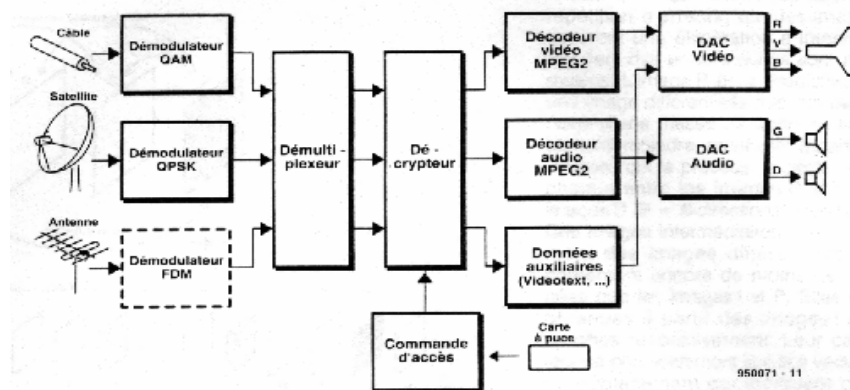 Câble
Démodulateur
QAM
Satellite
Démodulateur
QPSK
Antenne
Démodulateur
FDM
Démulti -
plexeur
Dé -
crypteur
Décodeur
vidéo
MPEG2
DAC
Vidéo
R
V
B
Décodeur
audio
MPEG2
DAC
Audio
G
D
Données
auxiliaires
(Videotext, ...)
Commande
d'accès
Carte
à puce
950071 - 11